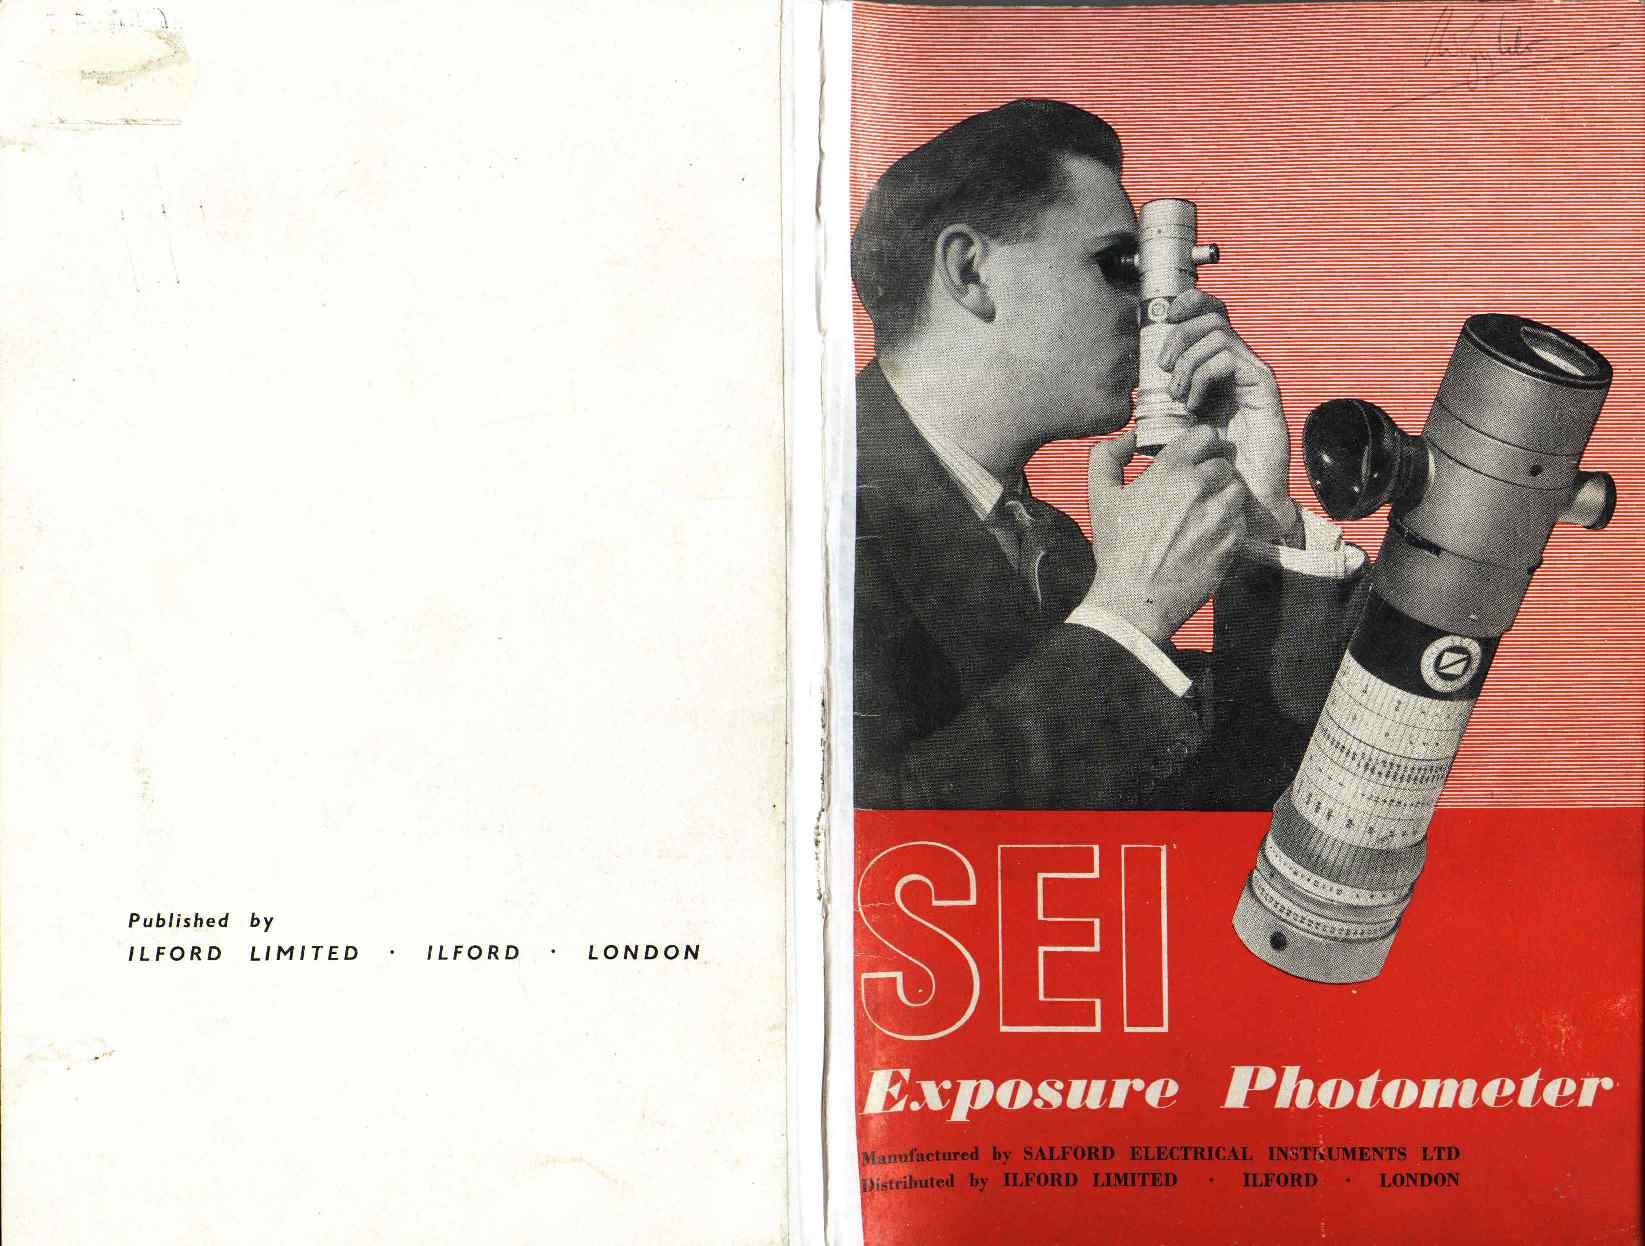 Published by
ILFORD LIMITED · ILFORD · LONDON
SEI
Exposure Photometer
Manufactured by SALFORD ELECTRICAL INSTRUMENTS LTD
Distributed by ILFORD LIMITED · ILFORD · LONDON